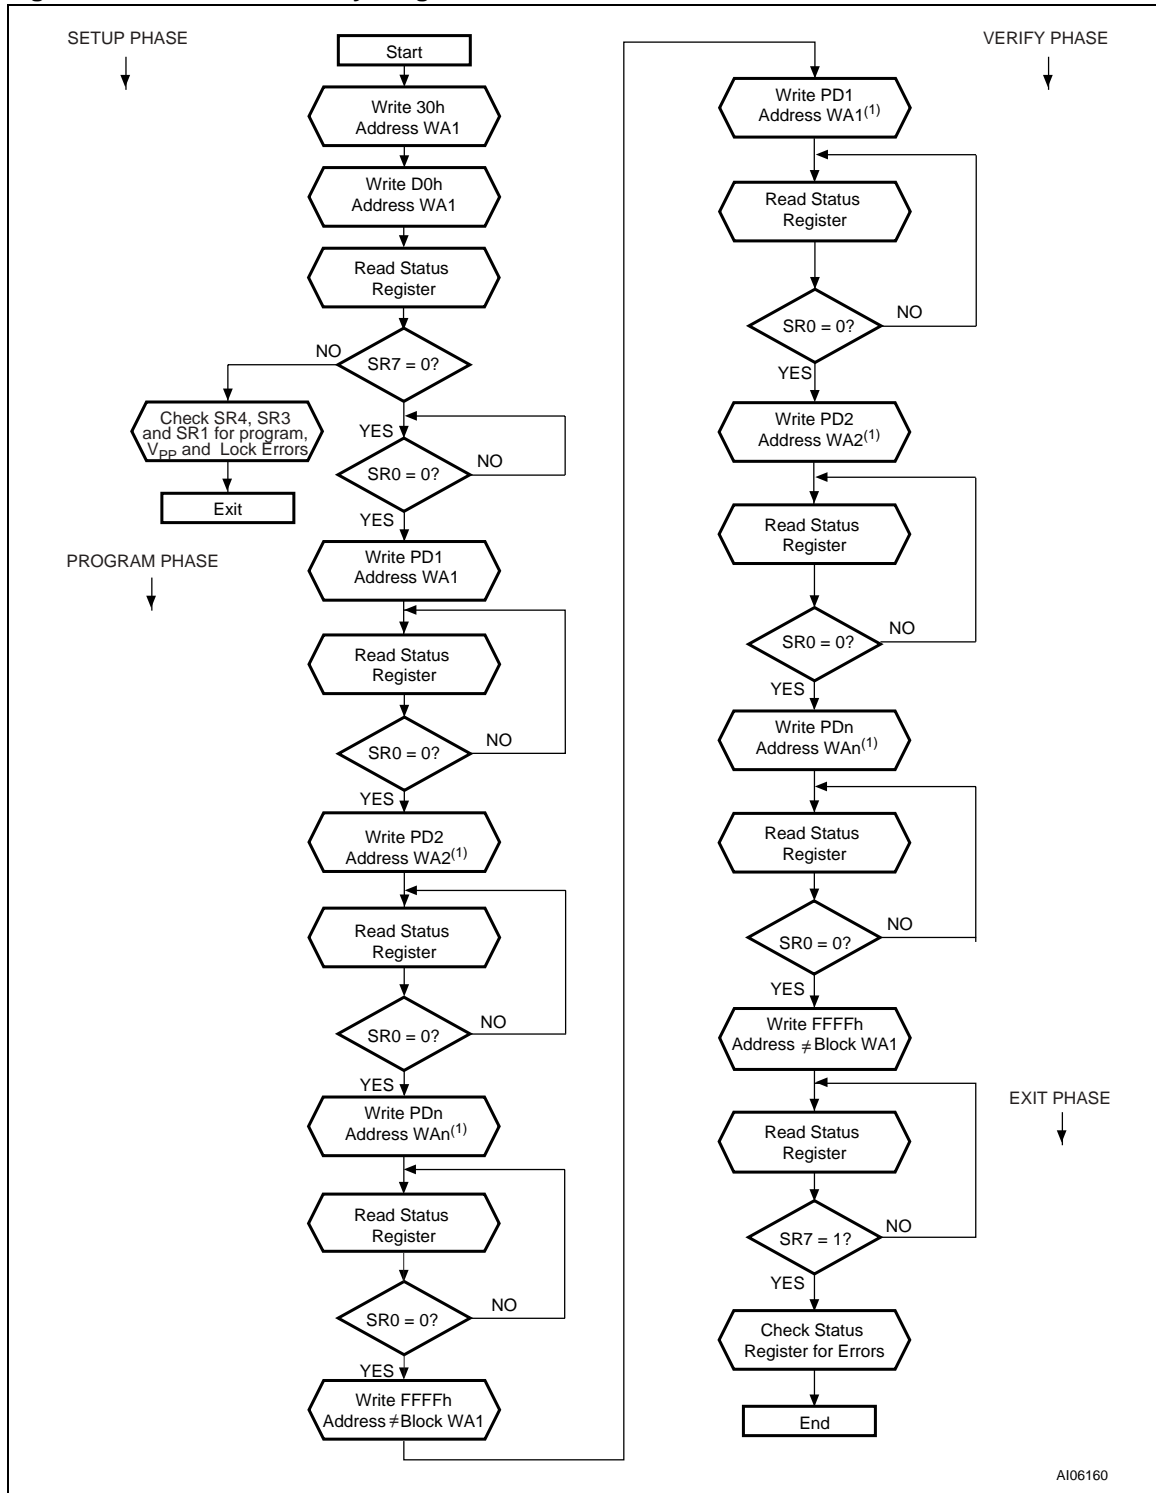 SETUP PHASE
Start
Write 30h
Address WA1
Write D0h
Address WA1
Read Status
Register
SR7 = 0?
NO
Check SR4, SR3
and SR1 for program,
VPP and Lock Errors
Exit
YES
SR0 = 0?
NO
YES
PROGRAM PHASE
Write PD1
Address WA1
Read Status
Register
SR0 = 0?
NO
YES
Write PD2
Address WA2(1)
Read Status
Register
SR0 = 0?
NO
YES
Write PDn
Address WAn(1)
Read Status
Register
SR0 = 0?
NO
YES
Write FFFFh
Address ≠Block WA1
VERIFY PHASE
Write PD1
Address WA1(1)
Read Status
Register
SR0 = 0?
NO
YES
Write PD2
Address WA2(1)
Read Status
Register
SR0 = 0?
NO
YES
Write PDn
Address WAn(1)
Read Status
Register
SR0 = 0?
NO
YES
Write FFFFh
Address ≠Block WA1
EXIT PHASE
Read Status
Register
SR7 = 1?
NO
YES
Check Status
Register for Errors
End
AI06160